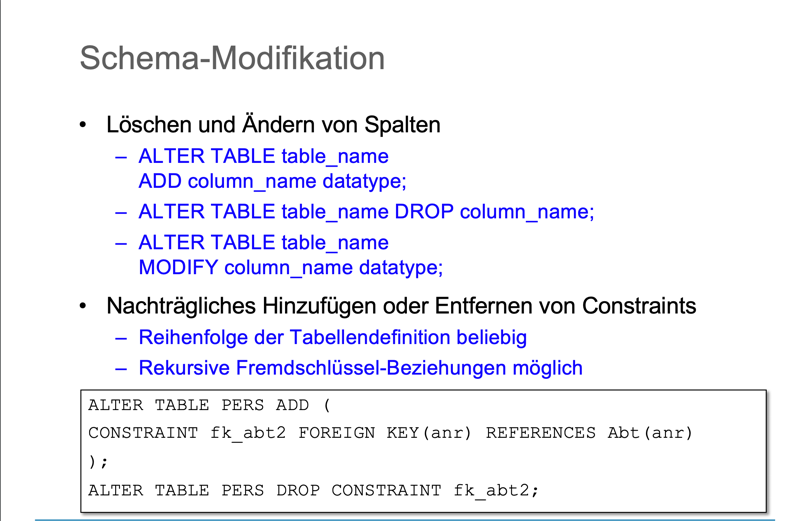 Schema-Modifikation
• Löschen und Ändern von Spalten
– ALTER TABLE table_name
ADD column_name datatype;
– ALTER TABLE table_name DROP column_name;
– ALTER TABLE table_name
MODIFY column_name datatype;
• Nachträgliches Hinzufügen oder Entfernen von Constraints
– Reihenfolge der Tabellendefinition beliebig
– Rekursive Fremdschlüssel-Beziehungen möglich
ALTER TABLE PERS ADD (
CONSTRAINT fk_abt2 FOREIGN KEY(anr) REFERENCES Abt(anr)
);
ALTER TABLE PERS DROP CONSTRAINT fk_abt2;